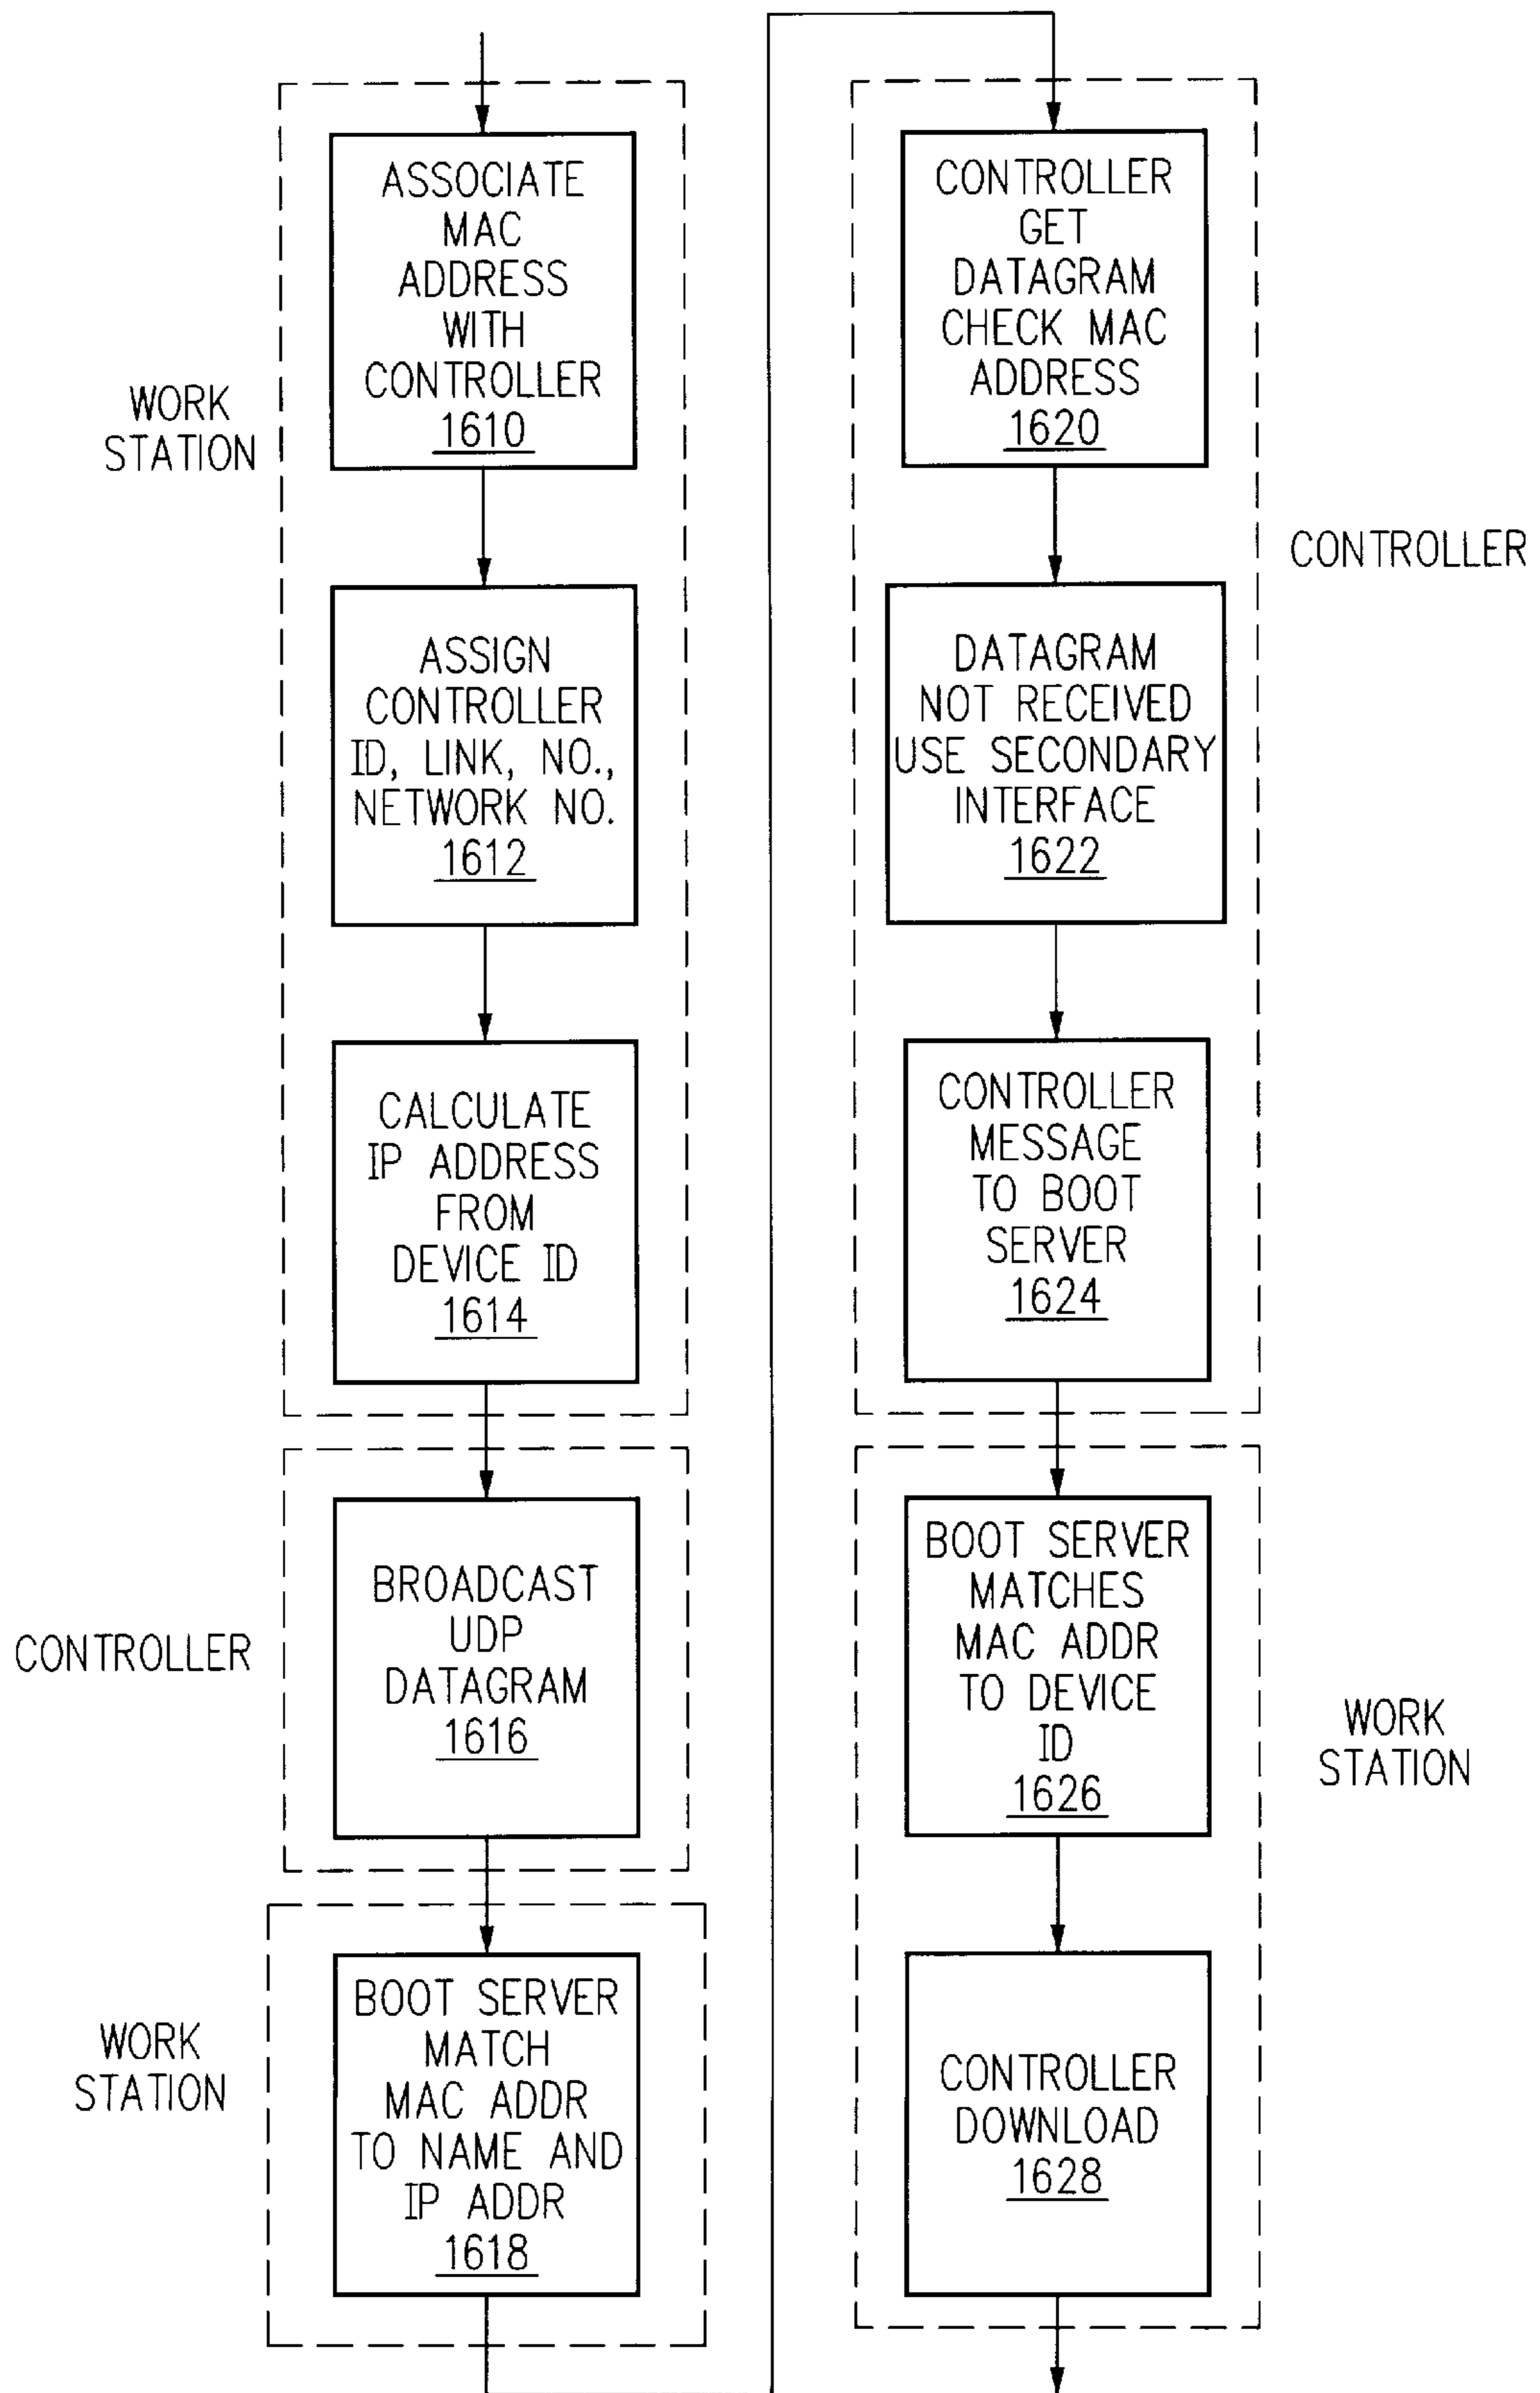 WORK
STATION
ASSOCIATE
MAC
ADDRESS
WITH
CONTROLLER
1610
ASSIGN
CONTROLLER
ID, LINK, NO.,
NETWORK NO.
1612
CALCULATE
IP ADDRESS
FROM
DEVICE ID
1614
CONTROLLER
BROADCAST
UDP
DATAGRAM
1616
WORK
STATION
BOOT SERVER
MATCH
MAC ADDR
TO NAME AND
IP ADDR
1618
CONTROLLER
GET
DATAGRAM
CHECK MAC
ADDRESS
1620
CONTROLLER
DATAGRAM
NOT RECEIVED
USE SECONDARY
INTERFACE
1622
CONTROLLER
MESSAGE
TO BOOT
SERVER
1624
BOOT SERVER
MATCHES
MAC ADDR
TO DEVICE
ID
1626
WORK
STATION
CONTROLLER
DOWNLOAD
1628